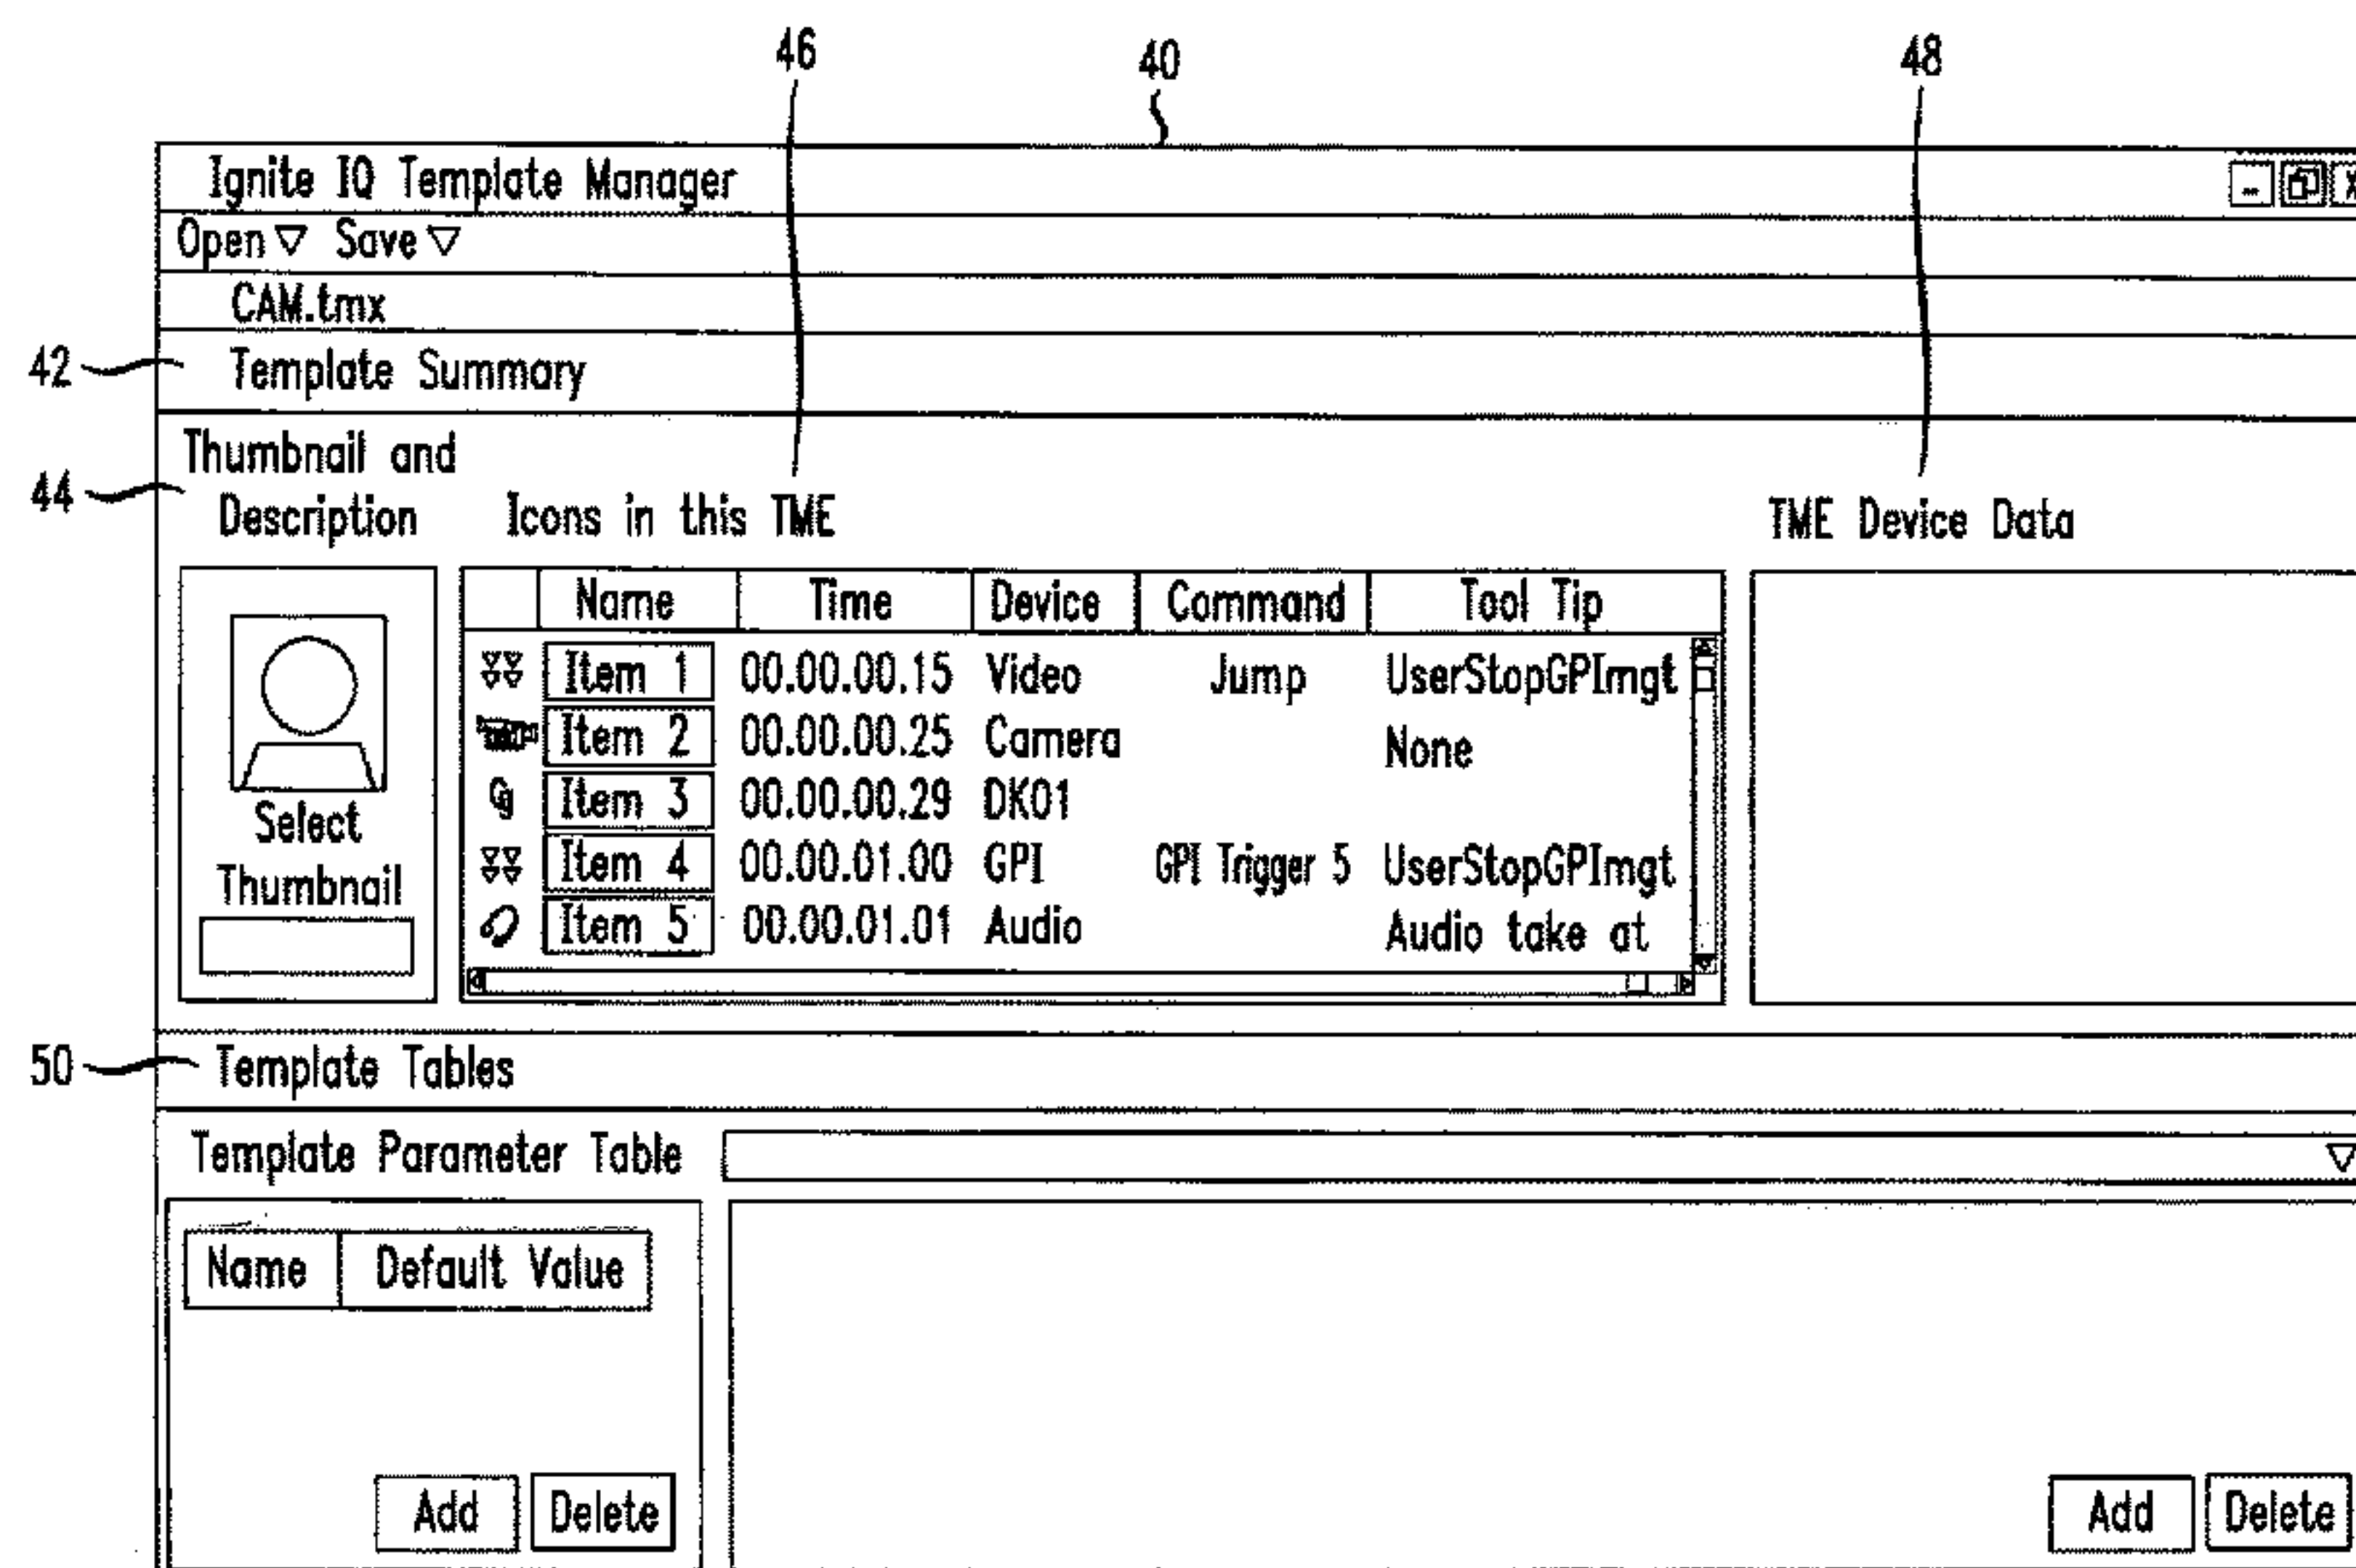 46 40 48
Ignite IQ Template Manager
Open Save
CAM.tmx
42 Template Summary
Thumbnail and
44
Description Icons in this TME TME Device Data
Name Time Device Command Tool Tip
Item 1 00.00.00.15 Video Jump UserStopGPImgt
Item 2 00.00.00.25 Camera None
Item 3 00.00.00.29 DK01
Item 4 00.00.01.00 GPI GPI Trigger 5 UserStopGPImgt
Item 5 00.00.01.01 Audio Audio take at
Select
Thumbnail
50 Template Tables
Template Parameter Table
Name Default Value
Add Delete Add Delete